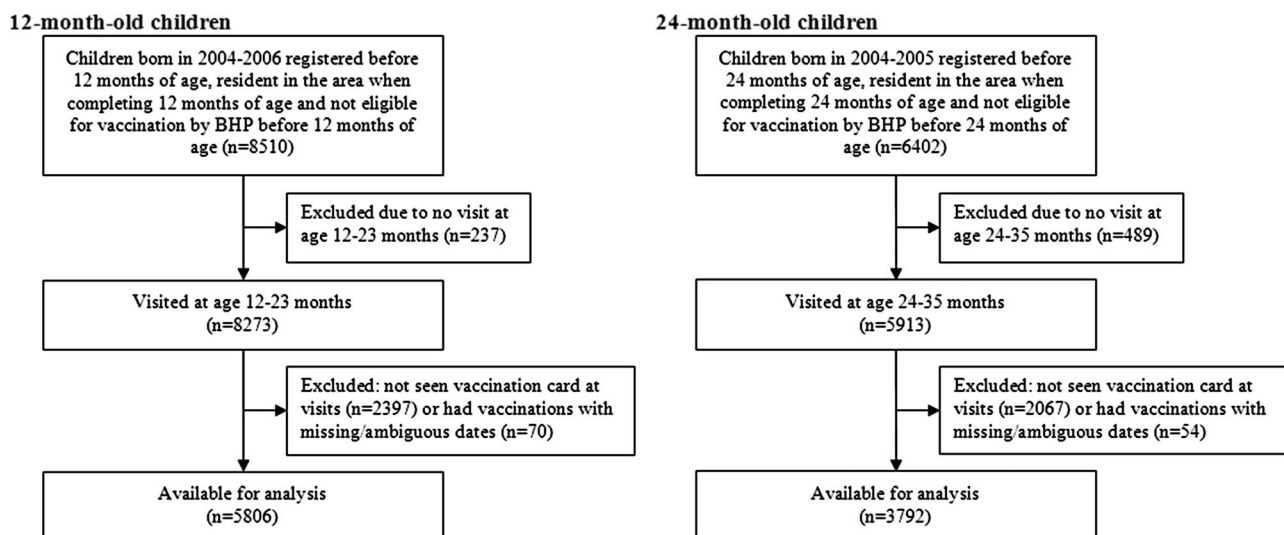 12-month-old children
Children born in 2004-2006 registered before
12 months of age, resident in the area when
completing 12 months of age and not eligible
for vaccination by BHP before 12 months of
age (n=8510)
Excluded due to no visit at
age 12-23 months (n=237)
Visited at age 12-23 months
(n=8273)
Excluded: not seen vaccination card at
visits (n=2397) or had vaccinations with
missing/ambiguous dates (n=70)
Available for analysis
(n=5806)
24-month-old children
Children born in 2004-2005 registered before
24 months of age, resident in the area when
completing 24 months of age and not eligible
for vaccination by BHP before 24 months of
age (n=6402)
Excluded due to no visit at
age 24-35 months (n=489)
Visited at age 24-35 months
(n=5913)
Excluded: not seen vaccination card at
visits (n=2067) or had vaccinations with
missing/ambiguous dates (n=54)
Available for analysis
(n=3792)